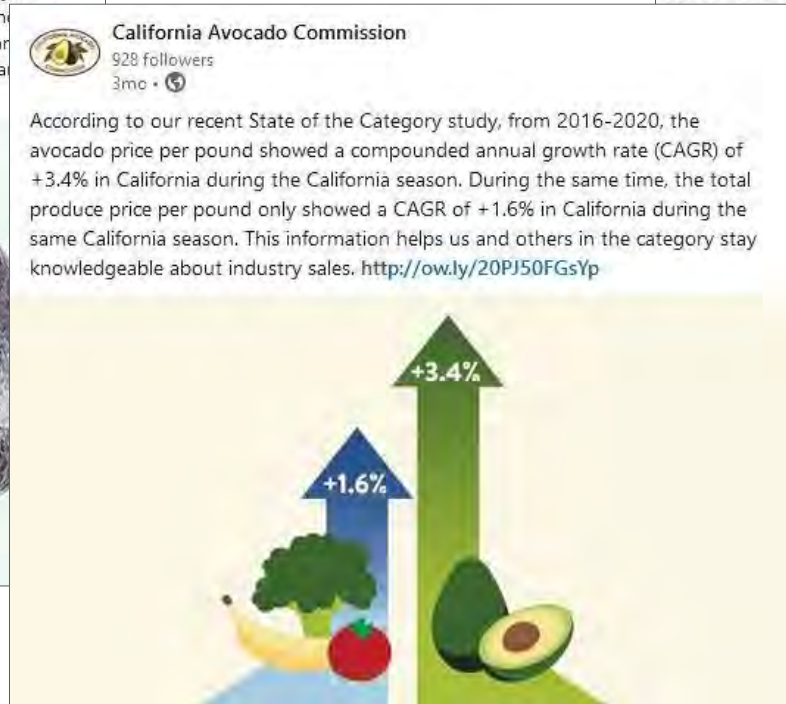 California Avocado Commission
928 followers
3mo •
According to our recent State of the Category study, from 2016-2020, the
avocado price per pound showed a compounded annual growth rate (CAGR) of
+3.4% in California during the California season. During the same time, the total
produce price per pound only showed a CAGR of +1.6% in California during the
same California season. This information helps us and others in the category stay
knowledgeable about industry sales. http://ow.ly/20PJ50FGsYp
+3.4%
+1.6%